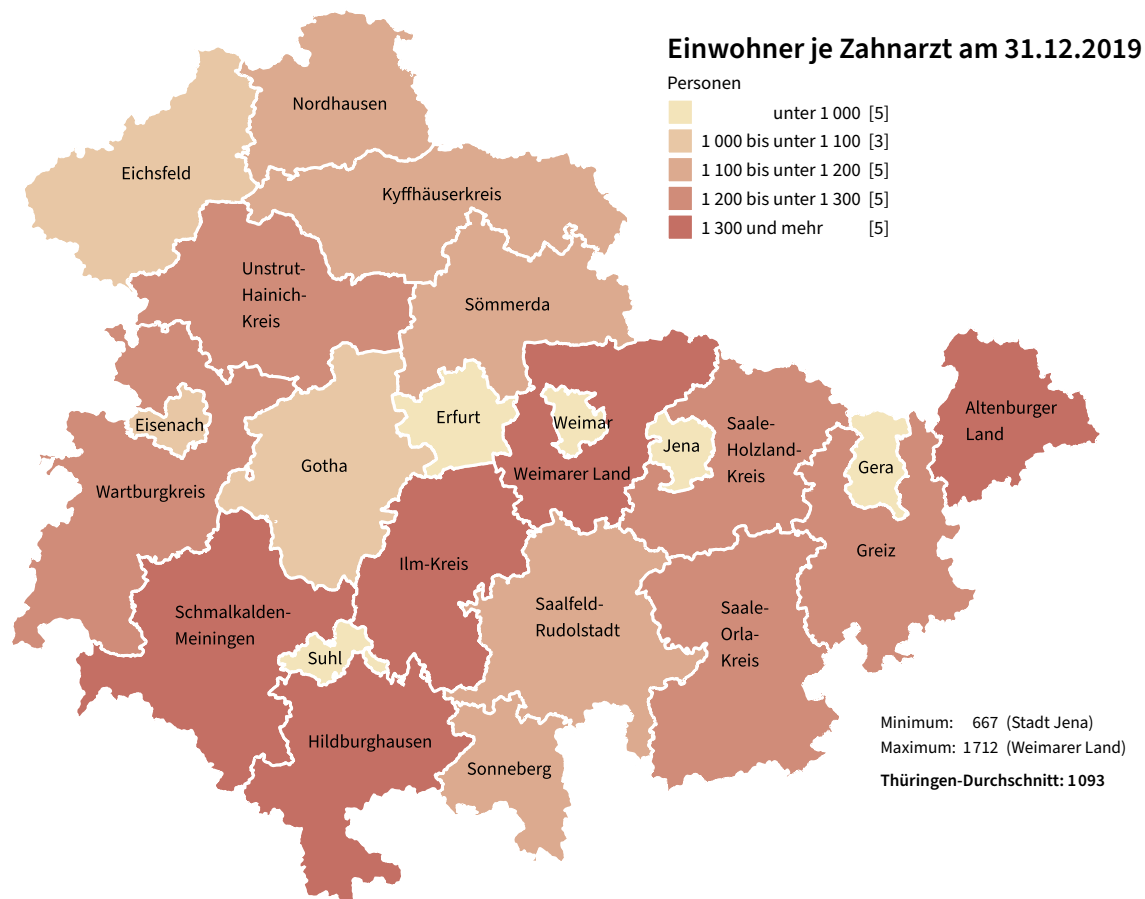 Einwohner je Zahnarzt am 31.12.2019
Personen
unter 1 000 [5]
1 000 bis unter 1 100 [3]
1 100 bis unter 1 200 [5]
1 200 bis unter 1 300 [5]
1 300 und mehr [5]
Nordhausen
Eichsfeld
Kyffhäuserkreis
Unstrut-
Hainich-
Kreis
Sömmerda
Eisenach
Erfurt
Weimar
Jena
Saale-
Holzland-
Kreis
Gera
Altenburger
Land
Gotha
Weimarer Land
Wartburgkreis
Ilm-Kreis
Greiz
Schmalkalden-
Meiningen
Saalfeld-
Rudolstadt
Saale-
Orla-
Kreis
Suhl
Hildburghausen
Sonneberg
Minimum: 667 (Stadt Jena)
Maximum: 1712 (Weimarer Land)
Thüringen-Durchschnitt: 1 093